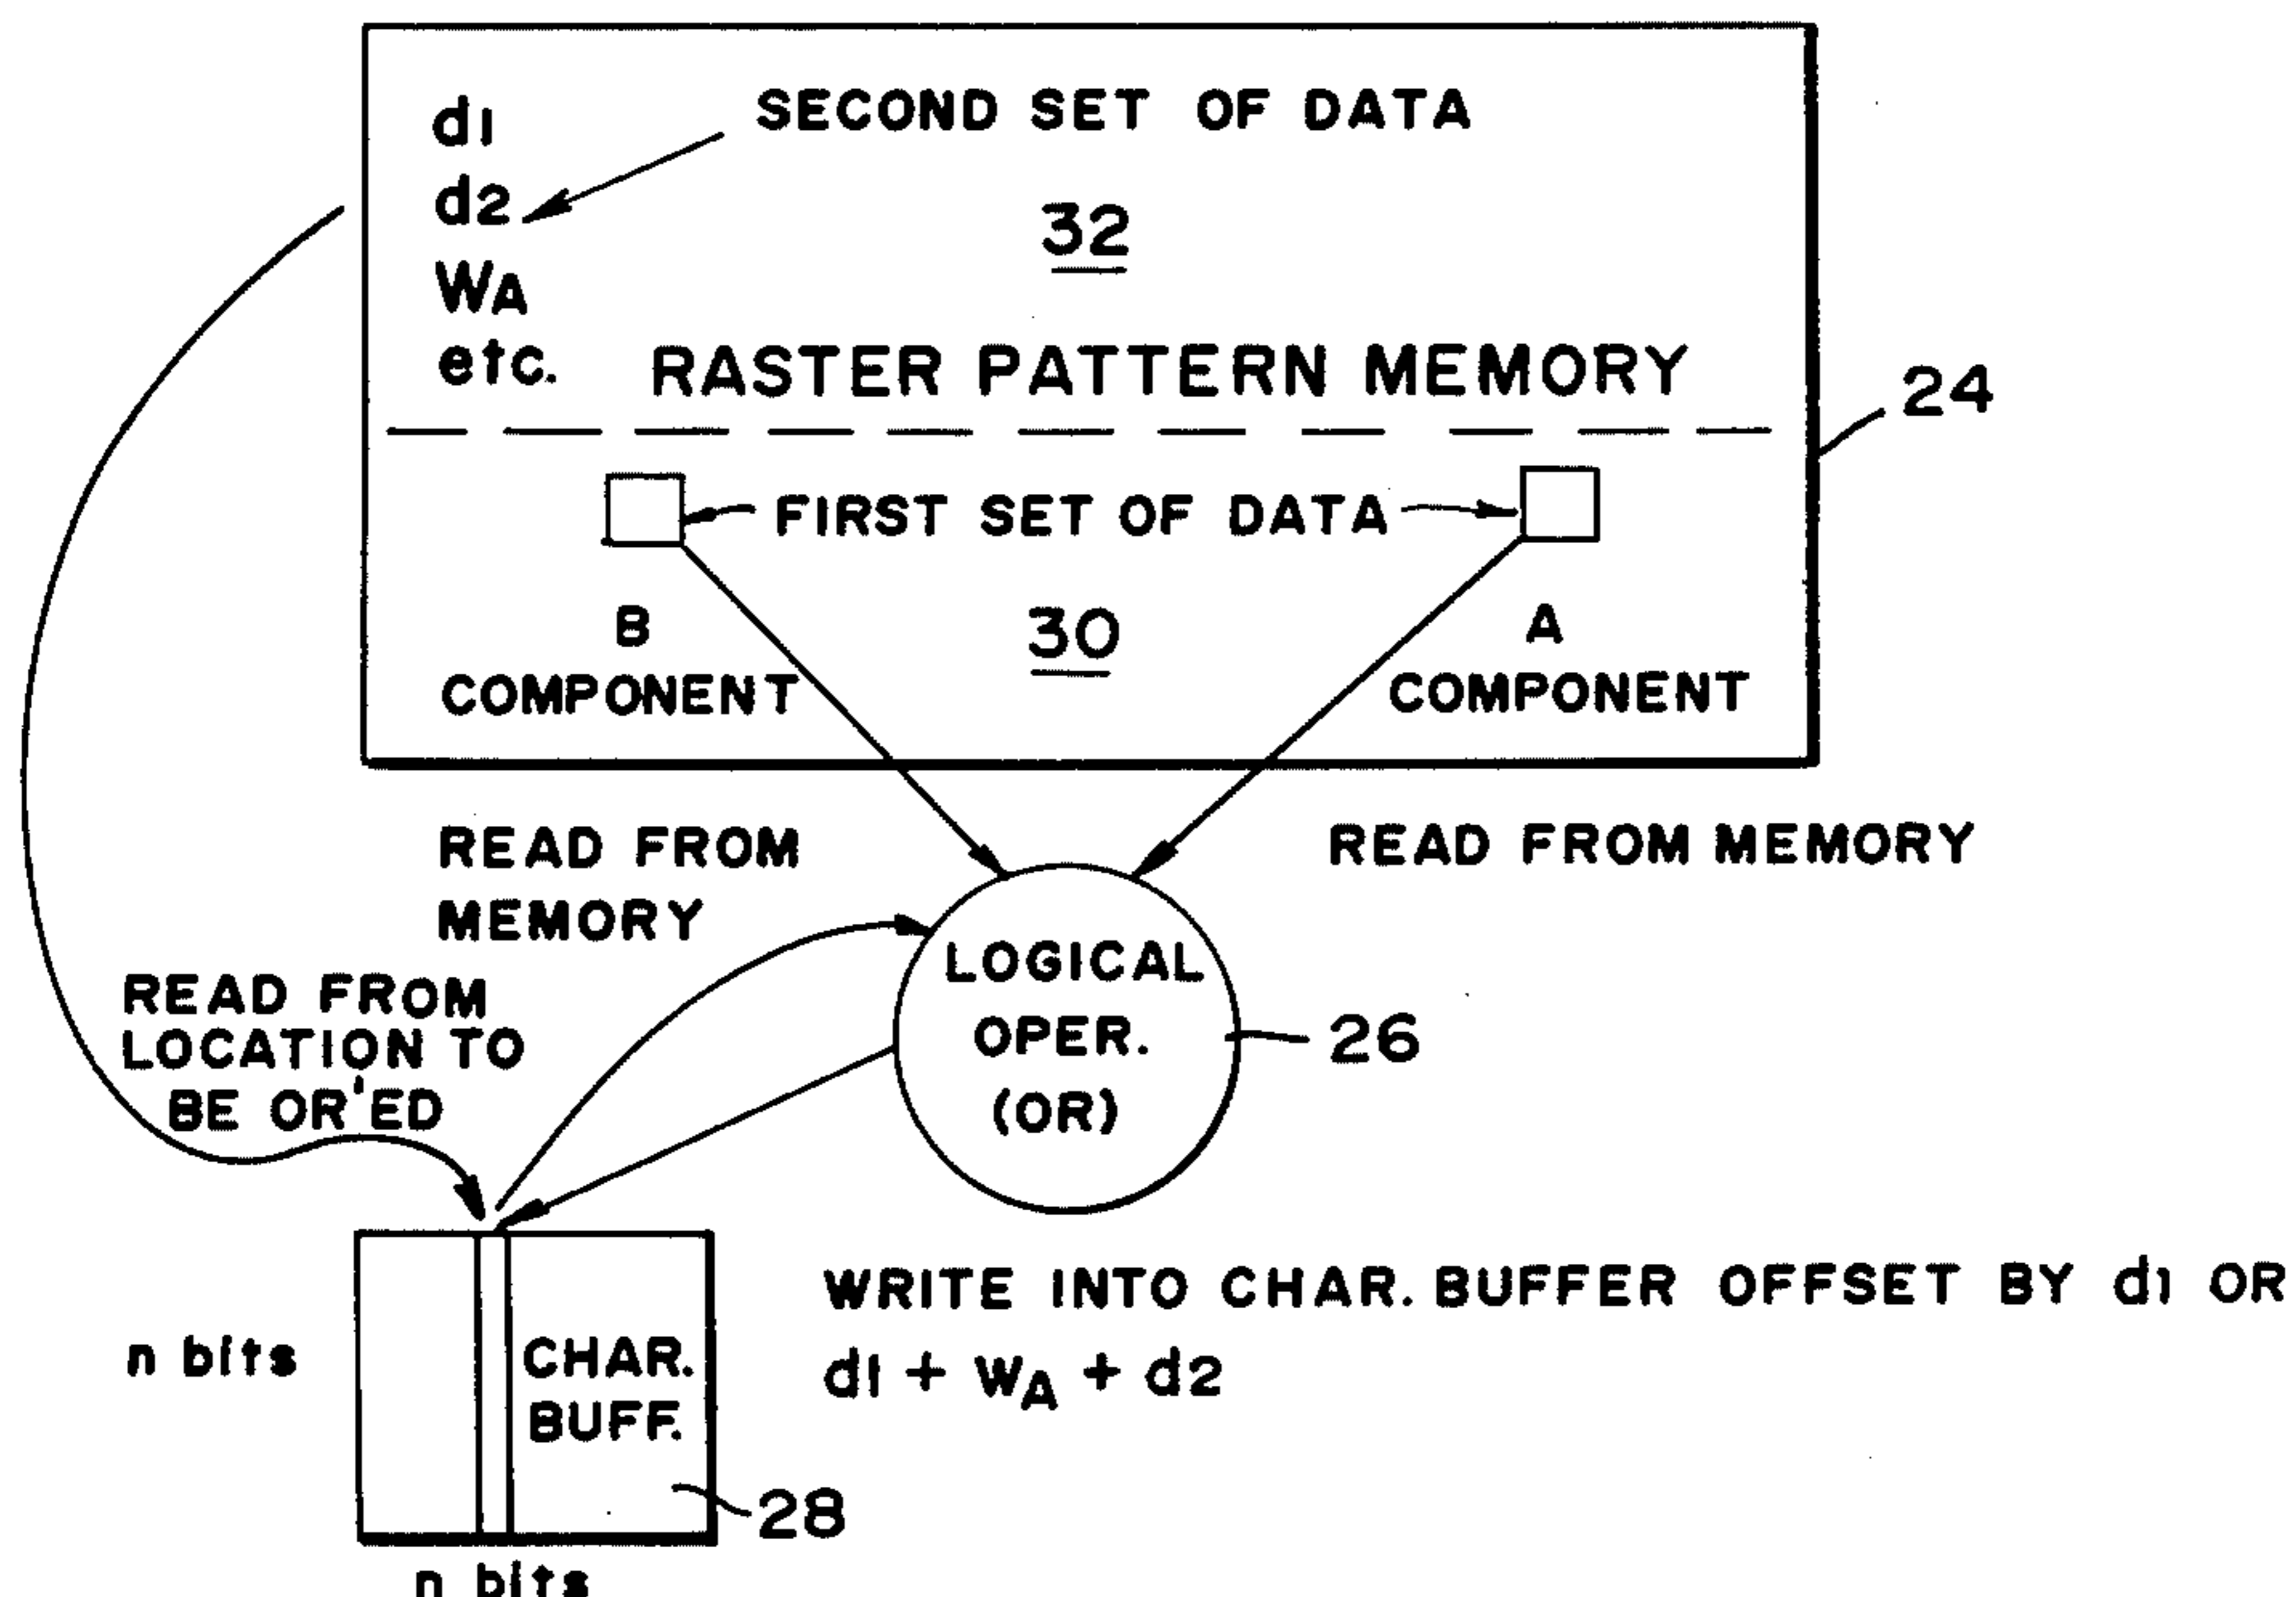 d1
SECOND SET OF DATA
d2
32
WA
etc.
RASTER PATTERN MEMORY
24
FIRST SET OF DATA
B
COMPONENT
30
A
COMPONENT
READ FROM
MEMORY
READ FROM MEMORY
READ FROM
LOCATION TO
BE OR'ED
LOGICAL
OPER.
(OR)
26
n bits
CHAR.
BUFF.
28
n bits
WRITE INTO CHAR. BUFFER OFFSET BY d1 OR
d1 + WA + d2